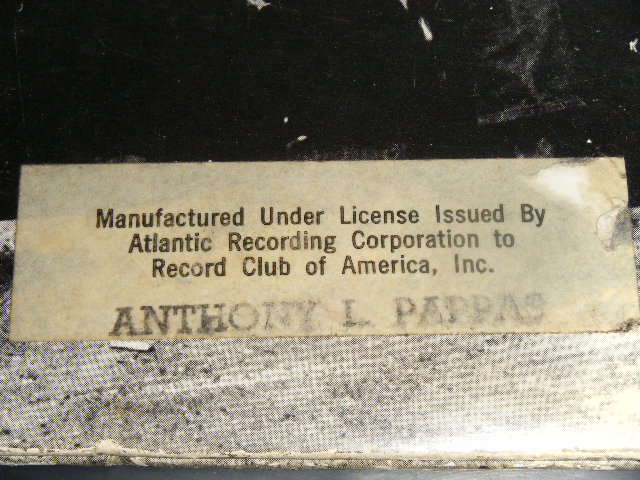 Manufactured Under License Issued By
Atlantic Recording Corporation to
Record Club of America, Inc.
ANTHONY L PAPPAS